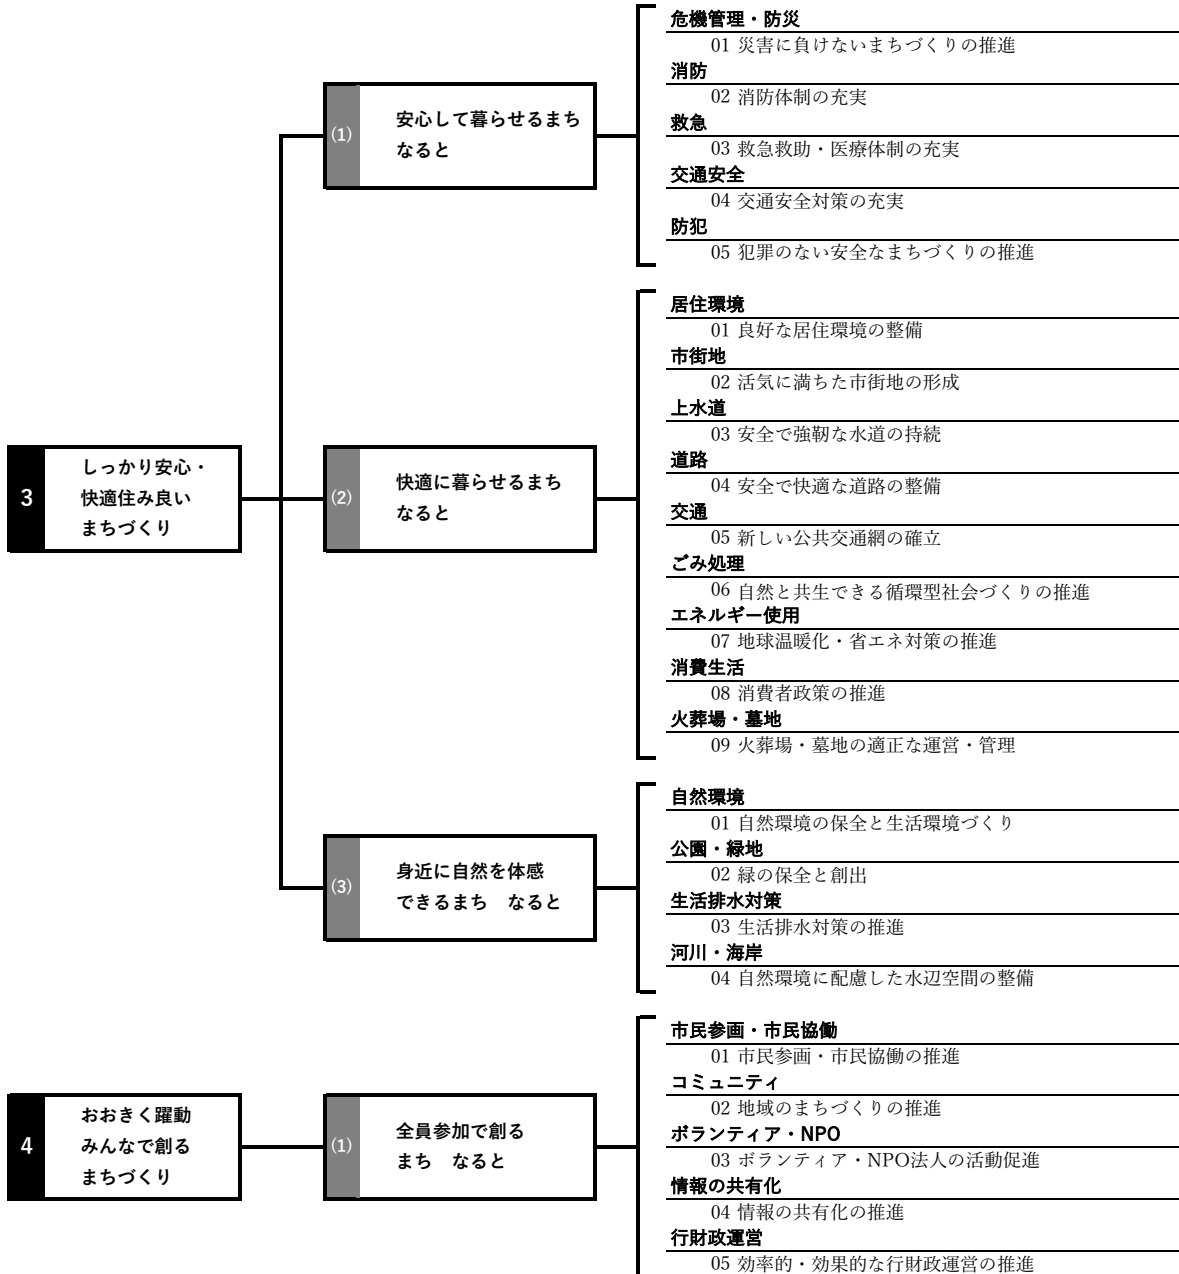 3
しっかり安心・
快適住み良い
まちづくり
(1)
安心して暮らせるまち
なると
危機管理・防災
01 災害に負けないまちづくりの推進
消防
02 消防体制の充実
救急
03 救急救助・医療体制の充実
交通安全
04 交通安全対策の充実
防犯
05 犯罪のない安全なまちづくりの推進
(2)
快適に暮らせるまち
なると
居住環境
01 良好な居住環境の整備
市街地
02 活気に満ちた市街地の形成
上水道
03 安全で強靭な水道の持続
道路
04 安全で快適な道路の整備
交通
05 新しい公共交通網の確立
ごみ処理
06 自然と共生できる循環型社会づくりの推進
エネルギー使用
07 地球温暖化・省エネ対策の推進
消費生活
08 消費者政策の推進
火葬場・墓地
09 火葬場・墓地の適正な運営・管理
(3)
身近に自然を体感
できるまち　なると
自然環境
01 自然環境の保全と生活環境づくり
公園・緑地
02 緑の保全と創出
生活排水対策
03 生活排水対策の推進
河川・海岸
04 自然環境に配慮した水辺空間の整備
4
おおきく躍動
みんなで創る
まちづくり
(1)
全員参加で創る
まち　なると
市民参画・市民協働
01 市民参画・市民協働の推進
コミュニティ
02 地域のまちづくりの推進
ボランティア・NPO
03 ボランティア・NPO法人の活動促進
情報の共有化
04 情報の共有化の推進
行財政運営
05 効率的・効果的な行財政運営の推進